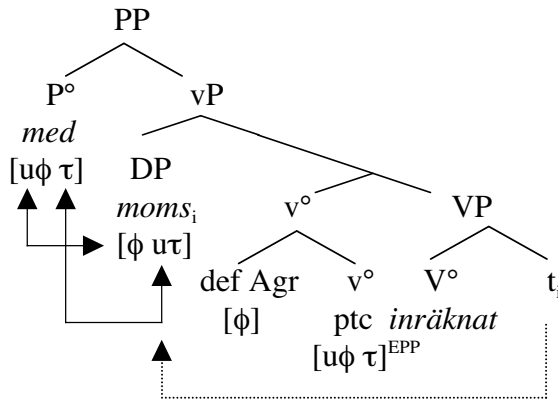 PP
P° vP
med
[uφ τ] DP v° VP
moms_i
[φ uτ] def Agr v° V° t_i
[φ] ptc inräknat
[uφ τ]^EPP